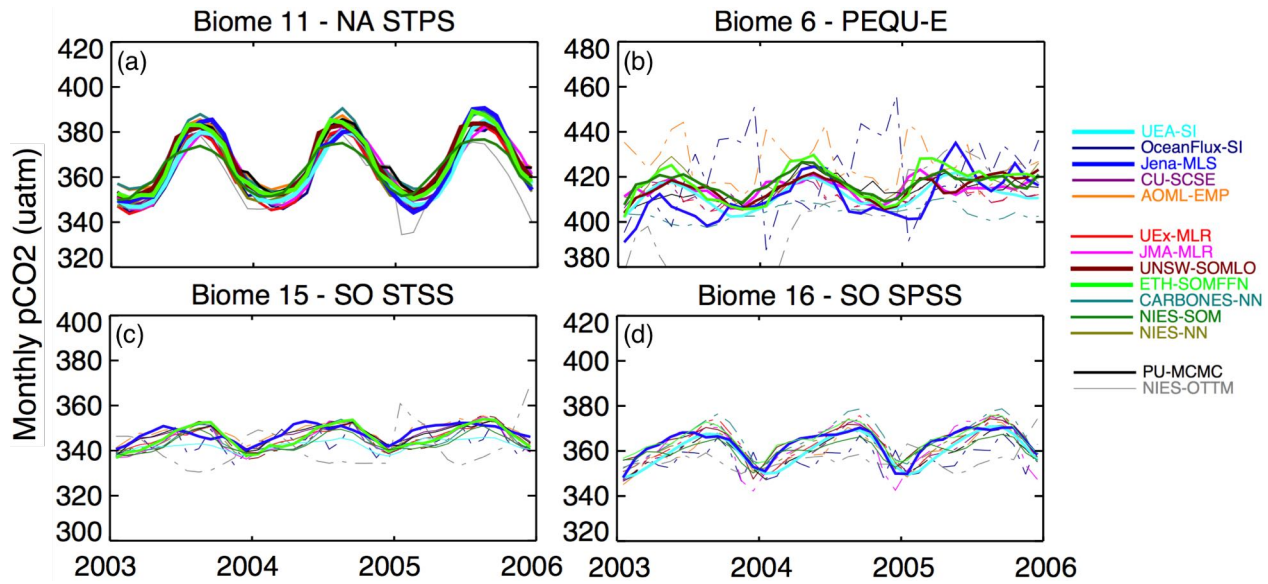 Biome 11 - NA STPS
Biome 6 - PEQU-E
420
400
380
360
340
320
(a)
480
460
440
420
400
380
(b)
Biome 15 - SO STSS
Biome 16 - SO SPSS
400
380
360
340
320
300
(c)
420
400
380
360
340
320
(d)
2003 2004 2005 2006
2003 2004 2005 2006
Monthly pCO2 (uatm)
UEA-SI
OceanFlux-SI
Jena-MLS
CU-SCSE
AOML-EMP
UEx-MLR
JMA-MLR
UNSW-SOMLO
ETH-SOMFFN
CARBONES-NN
NIES-SOM
NIES-NN
PU-MCMC
NIES-OTTM